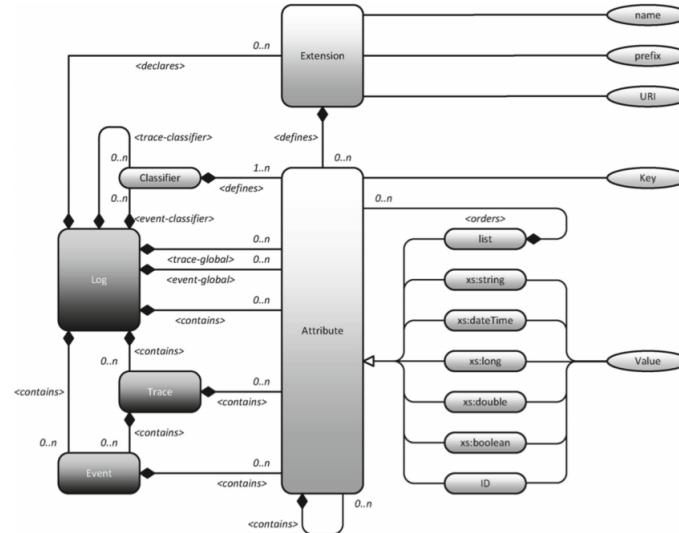 name
0..n
Extension
prefix
<declares>
URI
<trace-classifier>
<defines>
0..n
0..n
1..n
Classifier
Key
0..n
<defines>
0..n
<event-classifier>
<orders>
0..n
list
<trace-global>
0..n
Log
<event-global>
xs:string
0..n
<contains>
xs:dateTime
Attribute
<contains>
0..n
xs:long
Value
<contains>
0..n
Trace
<contains>
xs:double
<contains>
0..n
0..n
0..n
xs:boolean
Event
<contains>
ID
0..n
<contains>